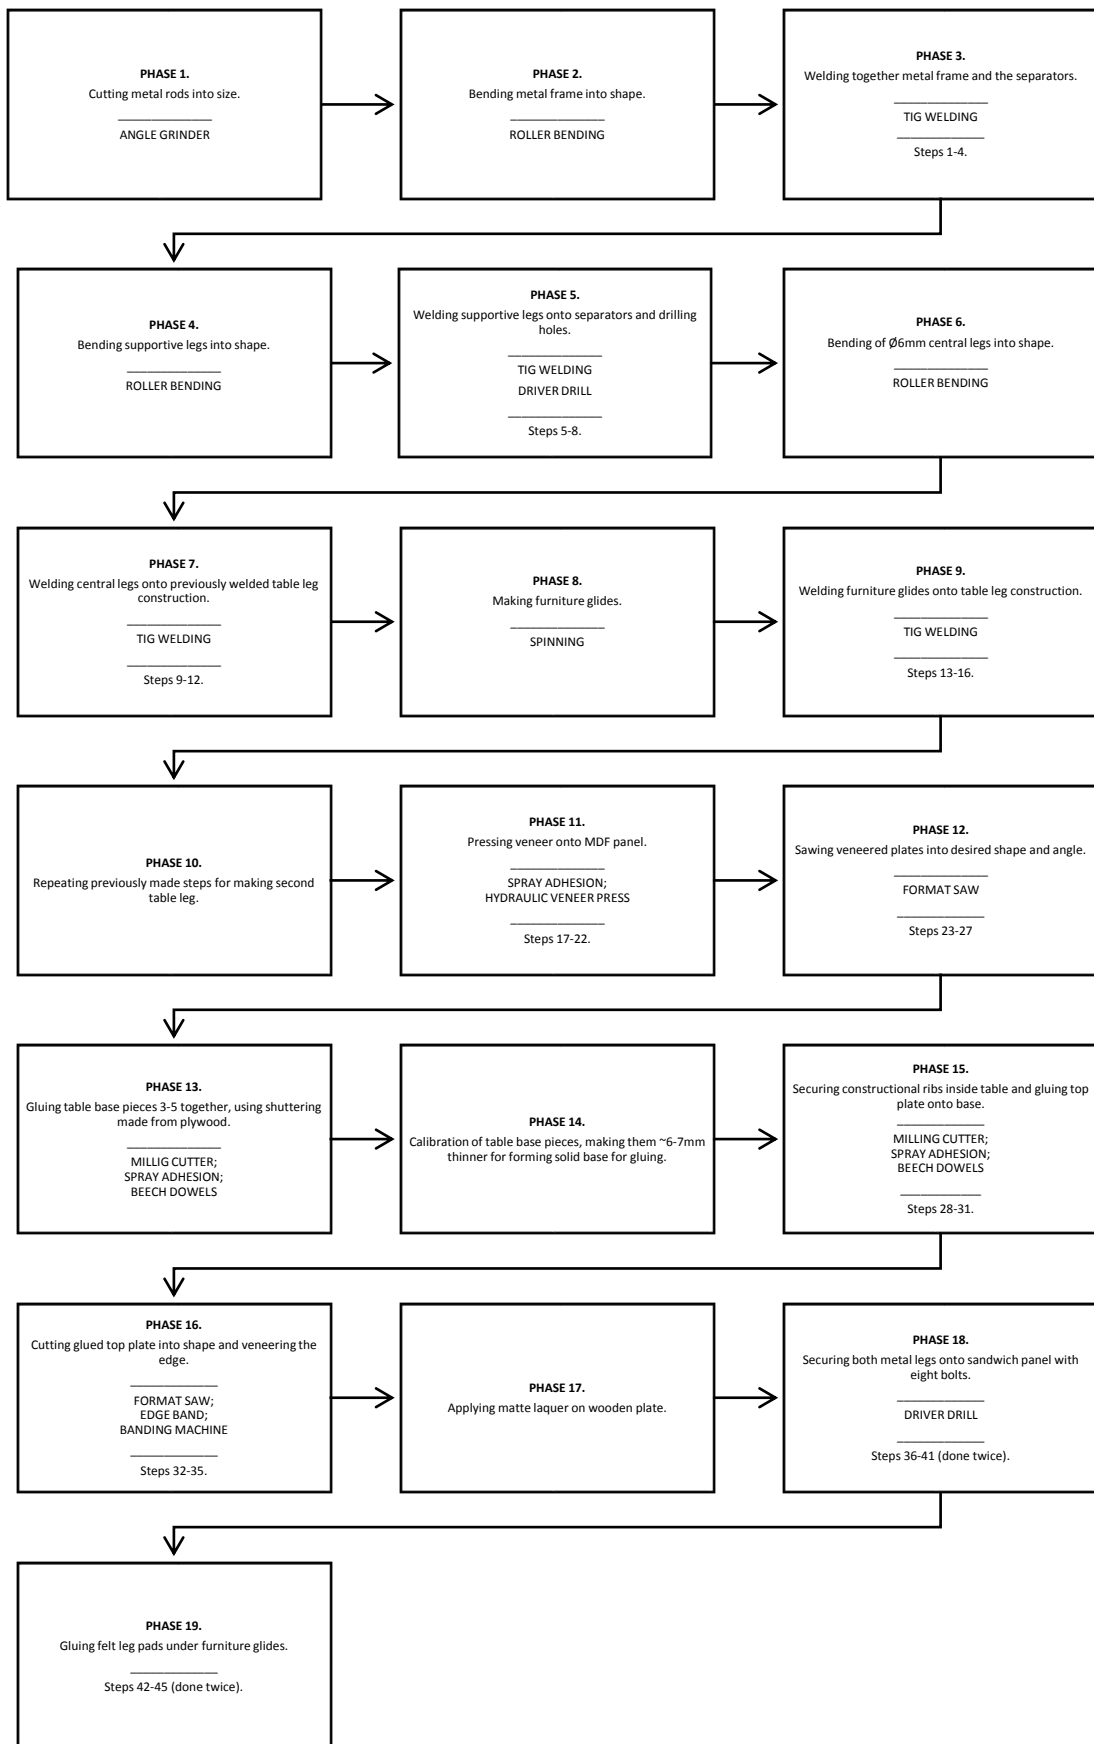 PHASE 1.
Cutting metal rods into size.
ANGLE GRINDER
PHASE 2.
Bending metal frame into shape.
ROLLER BENDING
PHASE 3.
Welding together metal frame and the separators.
TIG WELDING
Steps 1-4.
PHASE 4.
Bending supportive legs into shape.
ROLLER BENDING
PHASE 5.
Welding supportive legs onto separators and drilling
holes.
TIG WELDING
DRIVER DRILL
Steps 5-8.
PHASE 6.
Bending of Ø6mm central legs into shape.
ROLLER BENDING
PHASE 7.
Welding central legs onto previously welded table leg
construction.
TIG WELDING
Steps 9-12.
PHASE 8.
Making furniture glides.
SPINNING
PHASE 9.
Welding furniture glides onto table leg construction.
TIG WELDING
Steps 13-16.
PHASE 10.
Repeating previously made steps for making second
table leg.
PHASE 11.
Pressing veneer onto MDF panel.
SPRAY ADHESION;
HYDRAULIC VENEER PRESS
Steps 17-22.
PHASE 12.
Sawing veneered plates into desired shape and angle.
FORMAT SAW
Steps 23-27
PHASE 13.
Gluing table base pieces 3-5 together, using shuttering
made from plywood.
MILLIG CUTTER;
SPRAY ADHESION;
BEECH DOWELS
PHASE 14.
Calibration of table base pieces, making them ~6-7mm
thinner for forming solid base for gluing.
PHASE 15.
Securing constructional ribs inside table and gluing top
plate onto base.
MILLING CUTTER;
SPRAY ADHESION;
BEECH DOWELS
Steps 28-31.
PHASE 16.
Cutting glued top plate into shape and veneering the
edge.
FORMAT SAW;
EDGE BAND;
BANDING MACHINE
Steps 32-35.
PHASE 17.
Applying matte laquer on wooden plate.
PHASE 18.
Securing both metal legs onto sandwich panel with
eight bolts.
DRIVER DRILL
Steps 36-41 (done twice).
PHASE 19.
Gluing felt leg pads under furniture glides.
Steps 42-45 (done twice).